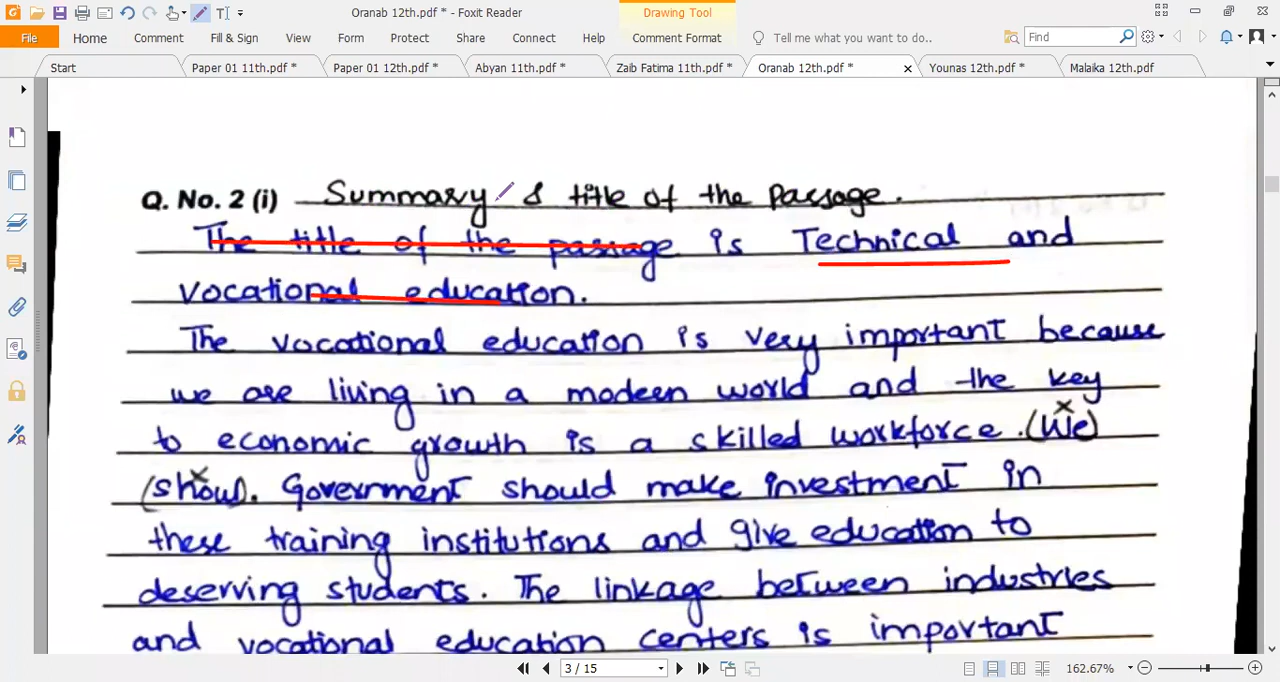 Oranab 12th.pdf * - Foxit Reader
Drawing Tool
File Home Comment Fill & Sign View Form Protect Share Connect Help Comment Format Tell me what you want to do.. Find
Start Paper 01 11th.pdf * Paper 01 12th.pdf * Abyan 11th.pdf * Zaib Fatima 11th.pdf * Oranab 12th.pdf * Younas 12th.pdf * Malaika 12th.pdf
Q. No. 2 (i) Summary & title of the Passage.
The title of the passage is Technical and
vocational education.
The vocational education is very important because
we are living in a modern world and the key
to economic growth is a skilled workforce. (We)
(shoul). Government should make investment in
these training institutions and give education to
deserving students. The linkage between industries
and vocational education centers is important
3 / 15 162.67%